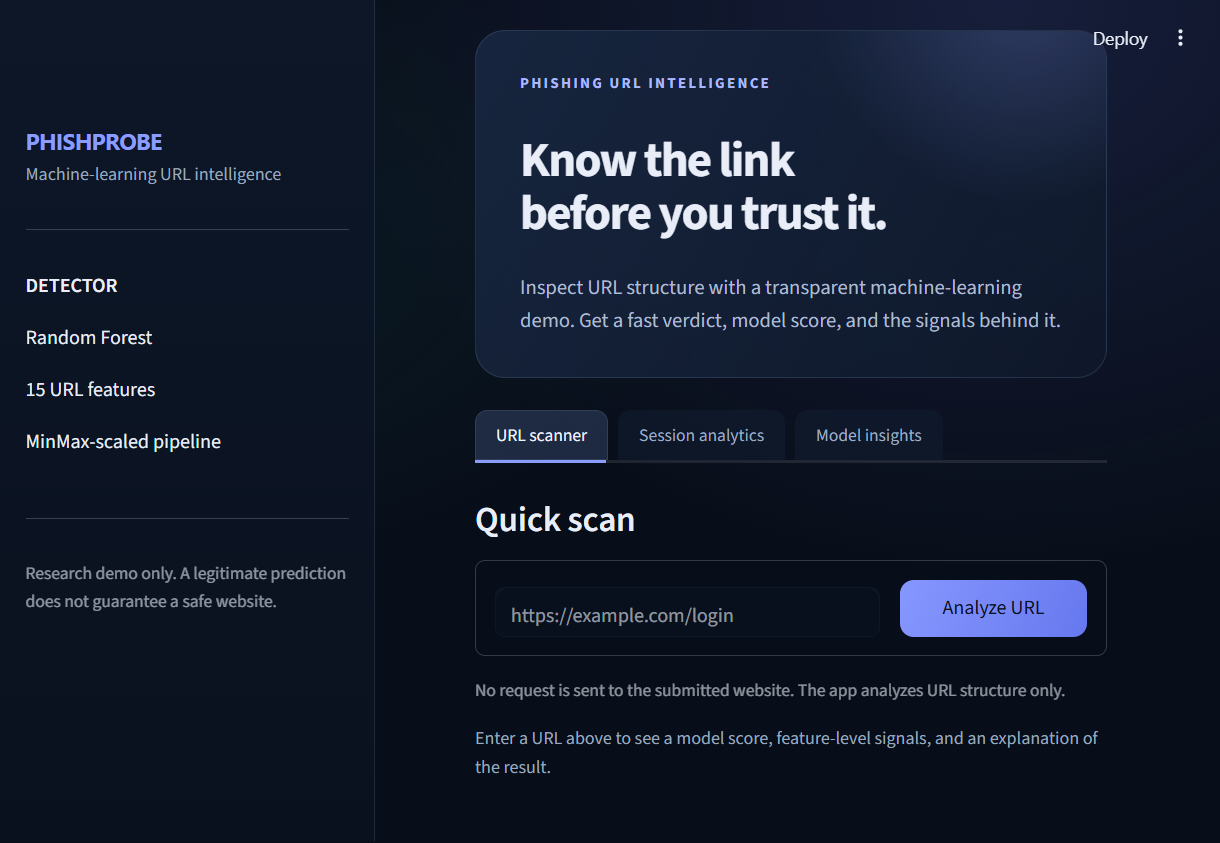 PHISHPROBE
Machine-learning URL intelligence
DETECTOR
Random Forest
15 URL features
MinMax-scaled pipeline
Research demo only. A legitimate prediction
does not guarantee a safe website.
Deploy
PHISHING URL INTELLIGENCE
Know the link
before you trust it.
Inspect URL structure with a transparent machine-learning
demo. Get a fast verdict, model score, and the signals behind it.
URL scanner
Session analytics
Model insights
Quick scan
https://example.com/login
Analyze URL
No request is sent to the submitted website. The app analyzes URL structure only.
Enter a URL above to see a model score, feature-level signals, and an explanation of
the result.